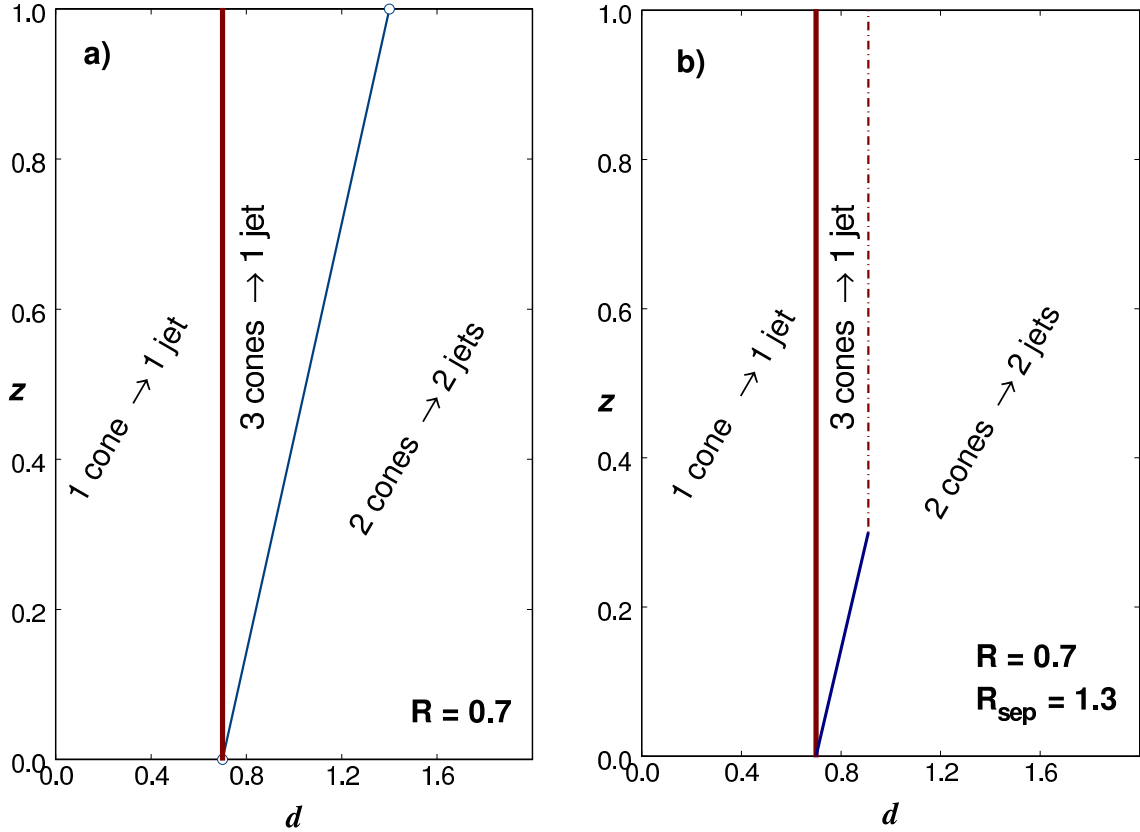 a)
1.0
0.8
0.6
z
0.4
0.2
0.0
1 cone → 1 jet
3 cones → 1 jet
2 cones → 2 jets
R = 0.7
0.0 0.4 0.8 1.2 1.6
d
b)
1.0
0.8
0.6
z
0.4
0.2
0.0
1 cone → 1 jet
3 cones → 1 jet
2 cones → 2 jets
R = 0.7
Rsep = 1.3
0.0 0.4 0.8 1.2 1.6
d